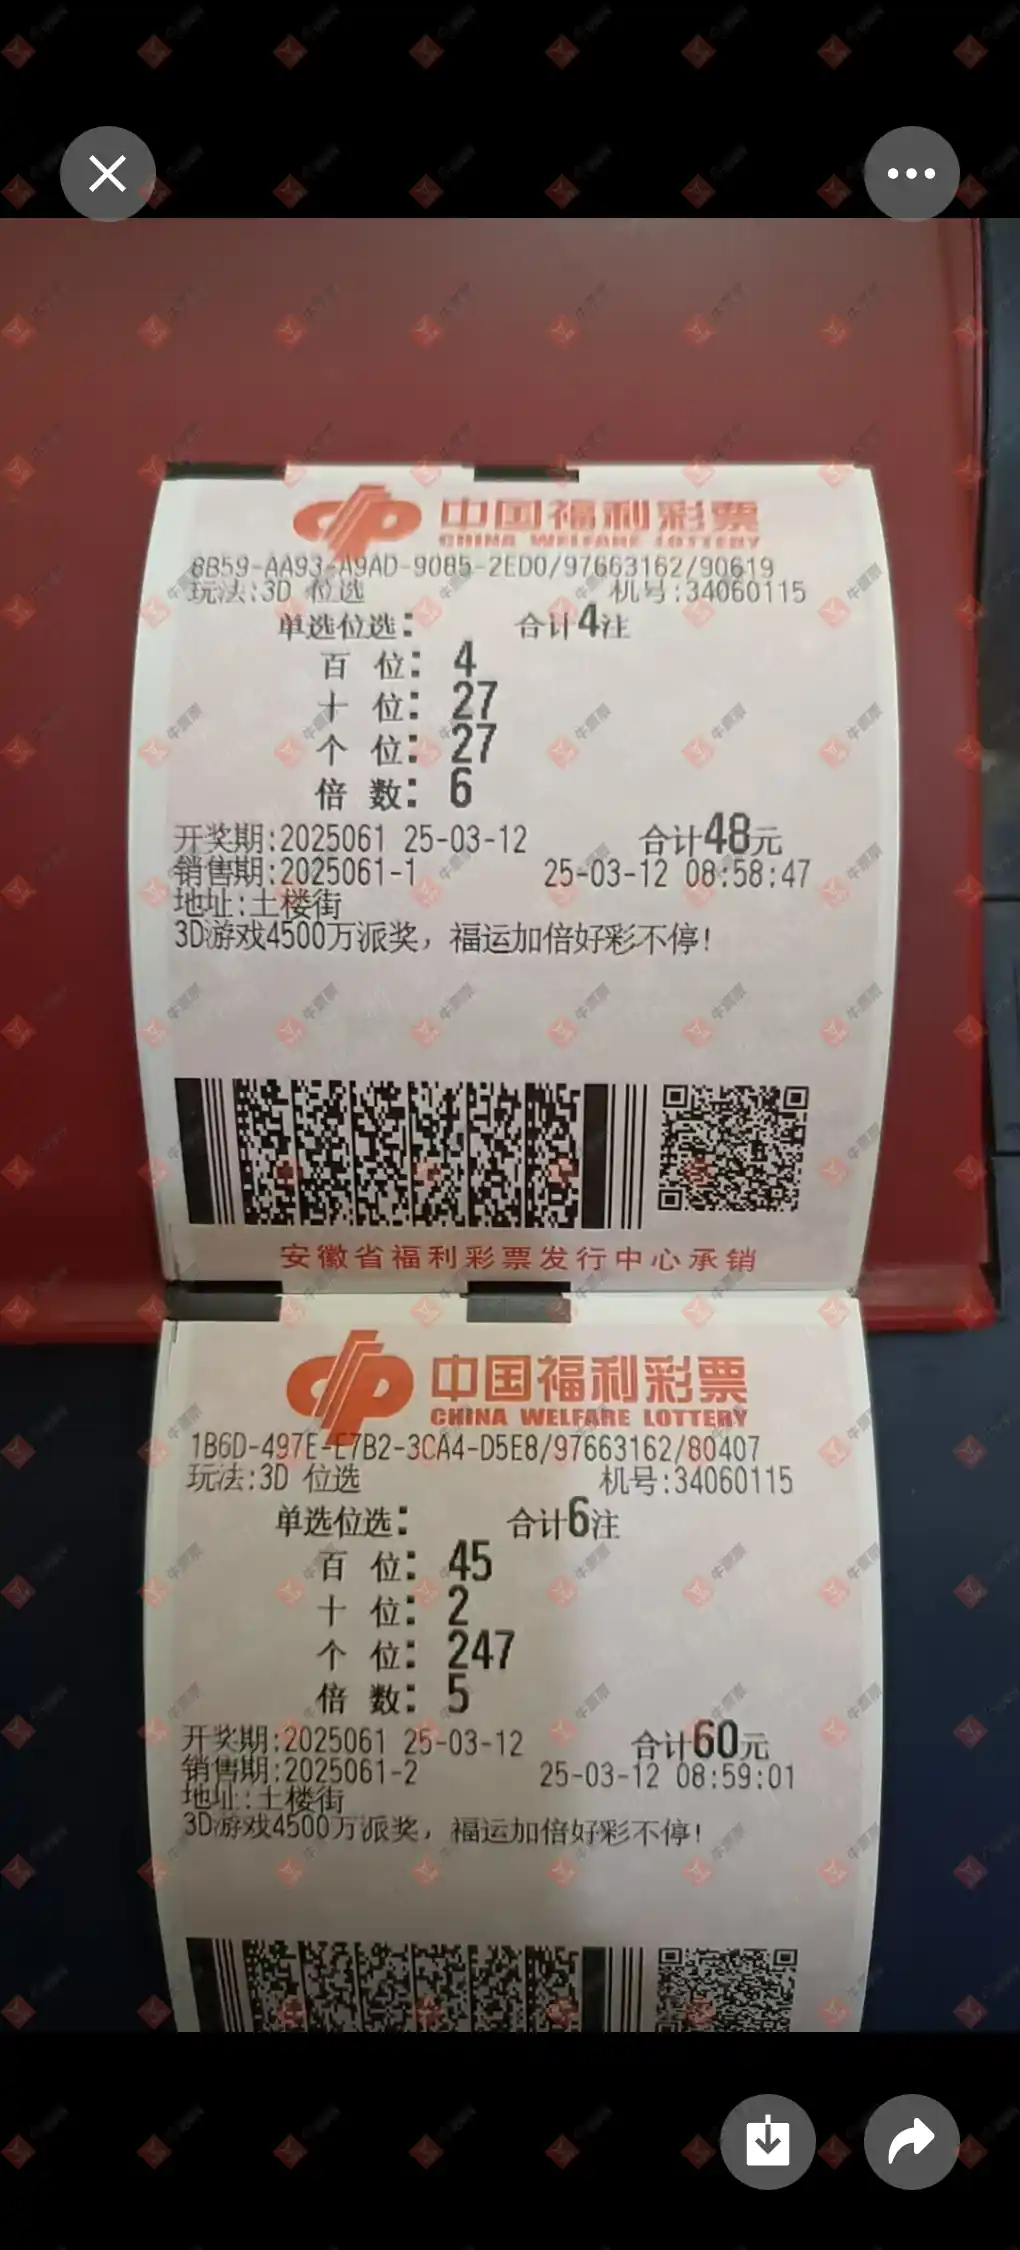 中国福利彩票
CHINA WELFARE LOTTERY
8B59-AA93-A9AD-9085-2ED0/97663162/90619
玩法:3D 位选 机号:34060115
单选位选: 合计4注
百 位: 4
十 位: 27
个 位: 27
倍 数: 6
开奖期:2025061 25-03-12 合计48元
销售期:2025061-1 25-03-12 08:58:47
地址:土楼街
3D游戏4500万派奖，福运加倍好彩不停!
安徽省福利彩票发行中心承销
中国福利彩票
CHINA WELFARE LOTTERY
1B6D-497E-E7B2-3CA4-D5E8/97663162/80407
玩法:3D 位选 机号:34060115
单选位选: 合计6注
百 位: 45
十 位: 2
个 位: 247
倍 数: 5
开奖期:2025061 25-03-12 合计60元
销售期:2025061-2 25-03-12 08:59:01
地址:土楼街
3D游戏4500万派奖，福运加倍好彩不停!